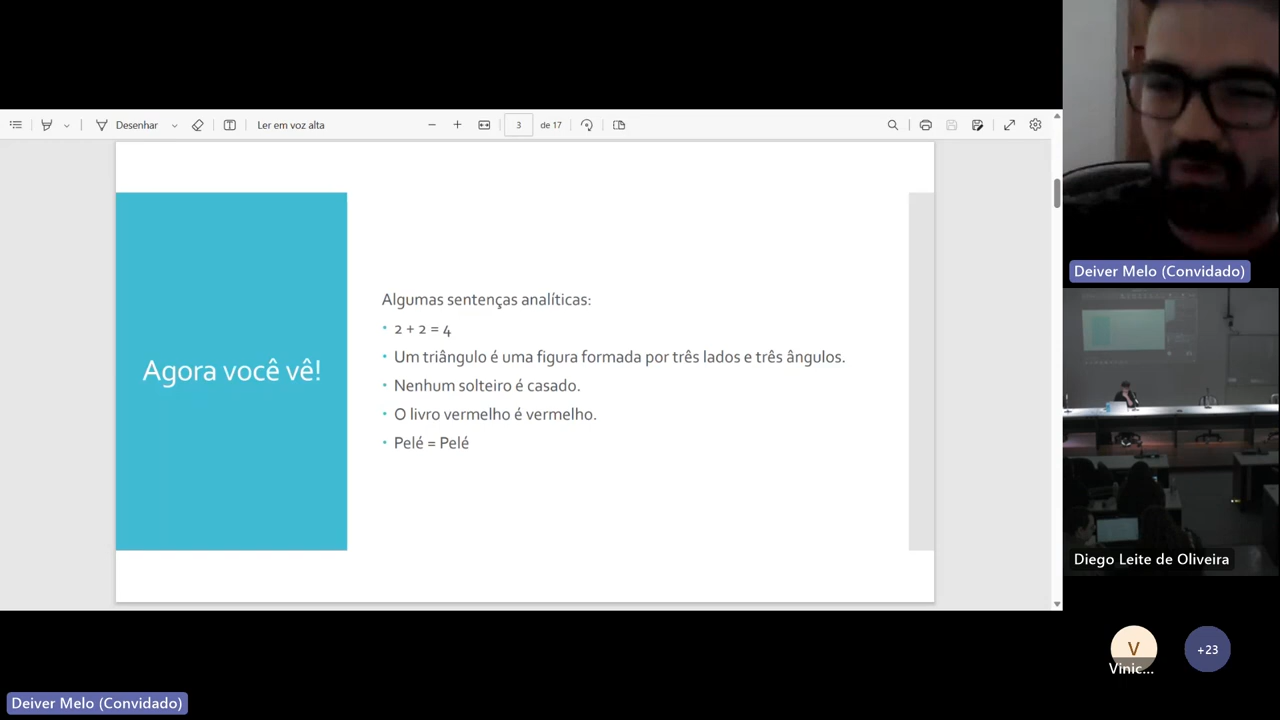 Desenhar
Ler em voz alta
3 de 17
Agora você vê!
Algumas sentenças analíticas:
• 2 + 2 = 4
• Um triângulo é uma figura formada por três lados e três ângulos.
• Nenhum solteiro é casado.
• O livro vermelho é vermelho.
• Pelé = Pelé
Deiver Melo (Convidado)
Diego Leite de Oliveira
V
Vinic...
+23
Deiver Melo (Convidado)